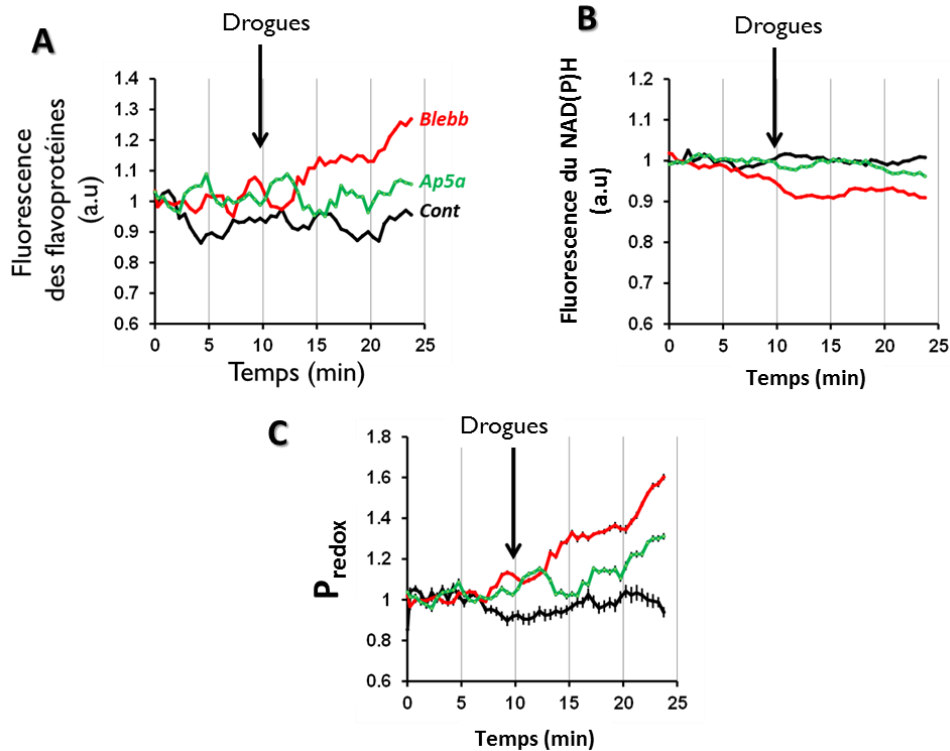 A
Drogues
Fluorescence
des flavoprotéines
(a.u)
1.4
1.3
1.2
1.1
1
0.9
0.8
0.7
0.6
Blebb
Ap5a
Cont
0 5 10 15 20 25
Temps (min)
B
Drogues
Fluorescence du NAD(P)H
(a.u)
1.2
1.1
1
0.9
0.8
0.7
0.6
0 5 10 15 20 25
Temps (min)
C
Drogues
Predox
1.8
1.6
1.4
1.2
1
0.8
0.6
0 5 10 15 20 25
Temps (min)